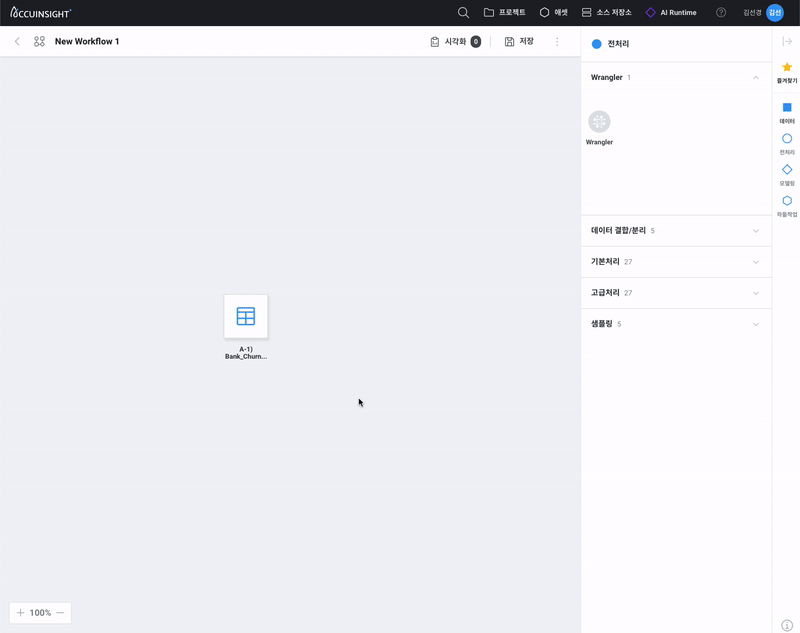 ACCUINSIGHT+
프로젝트
애셋
소스 저장소
AI Runtime
김선경
김선
New Workflow 1
시각화 0
저장
전처리
Wrangler 1
Wrangler
데이터 결합/분리 5
기본처리 27
고급처리 27
샘플링 5
즐겨찾기
데이터
전처리
모델링
자동작업
A-1)
Bank_Churn...
100%